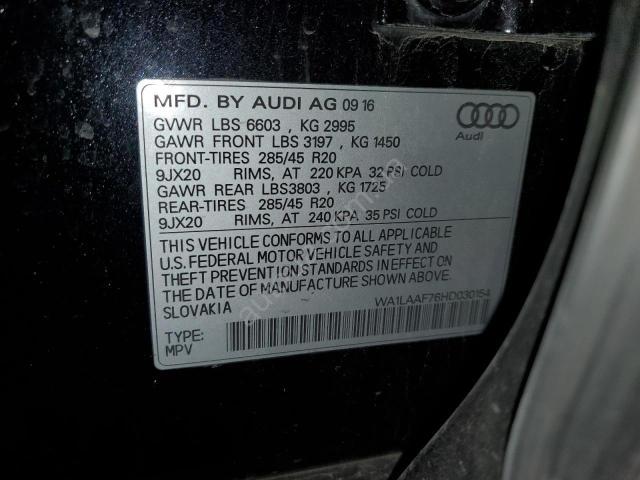 MFD. BY AUDI AG 09 16
GVWR LBS 6603 , KG 2995
GAWR FRONT LBS 3197 , KG 1450
FRONT-TIRES 285/45 R20
9JX20 RIMS, AT 220 KPA 32 PSI COLD
GAWR REAR LBS3803 , KG 1725
REAR-TIRES 285/45 R20
9JX20 RIMS, AT 240 KPA 35 PSI COLD
Audi
THIS VEHICLE CONFORMS TO ALL APPLICABLE
U.S. FEDERAL MOTOR VEHICLE SAFETY AND
THEFT PREVENTION STANDARDS IN EFFECT ON
THE DATE OF MANUFACTURE SHOWN ABOVE.
SLOVAKIA
WA1LAAF76HD030154
TYPE:
MPV